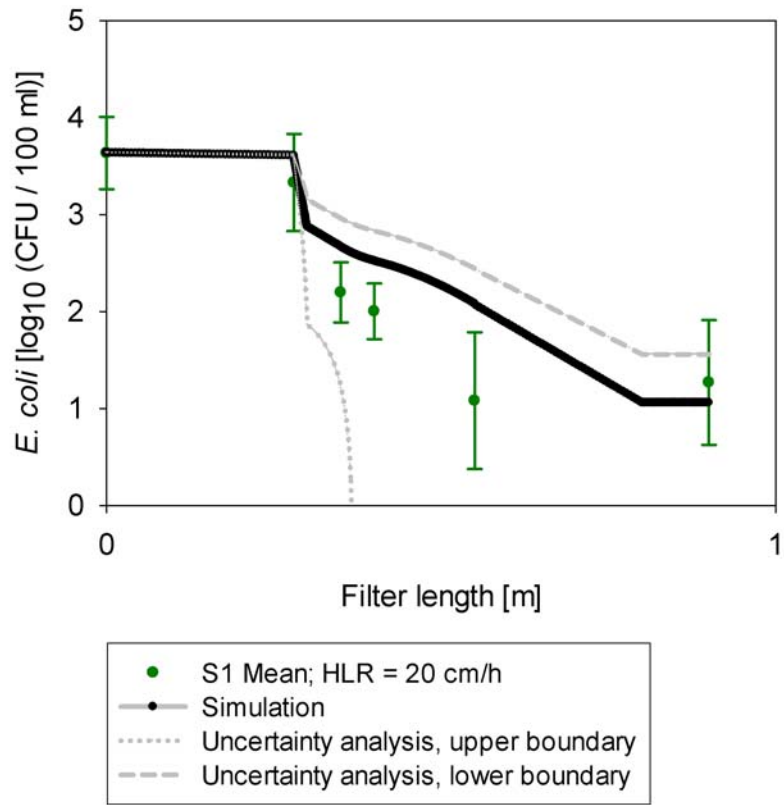 5
4
3
2
1
0
E. coli [log10 (CFU / 100 ml)]
0
1
Filter length [m]
S1 Mean; HLR = 20 cm/h
Simulation
Uncertainty analysis, upper boundary
Uncertainty analysis, lower boundary